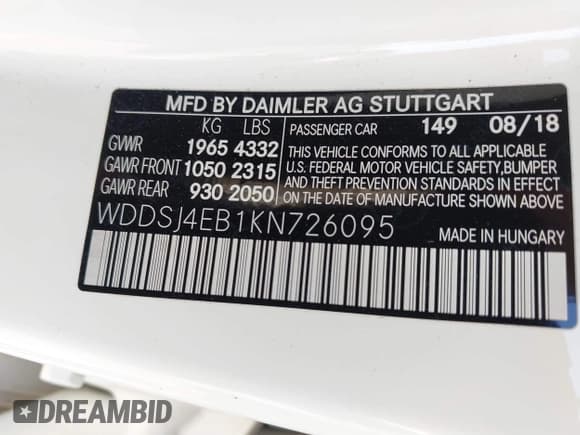 MFD BY DAIMLER AG STUTTGART
KG LBS
GVWR 1965 4332
GAWR FRONT 1050 2315
GAWR REAR 930 2050
PASSENGER CAR 149 08/18
THIS VEHICLE CONFORMS TO ALL APPLICABLE
U.S. FEDERAL MOTOR VEHICLE SAFETY,BUMPER
AND THEFT PREVENTION STANDARDS IN EFFECT
ON THE DATE OF MANUFACTURE SHOWN ABOVE.
WDDSJ4EB1KN726095
MADE IN HUNGARY
DREAMBID